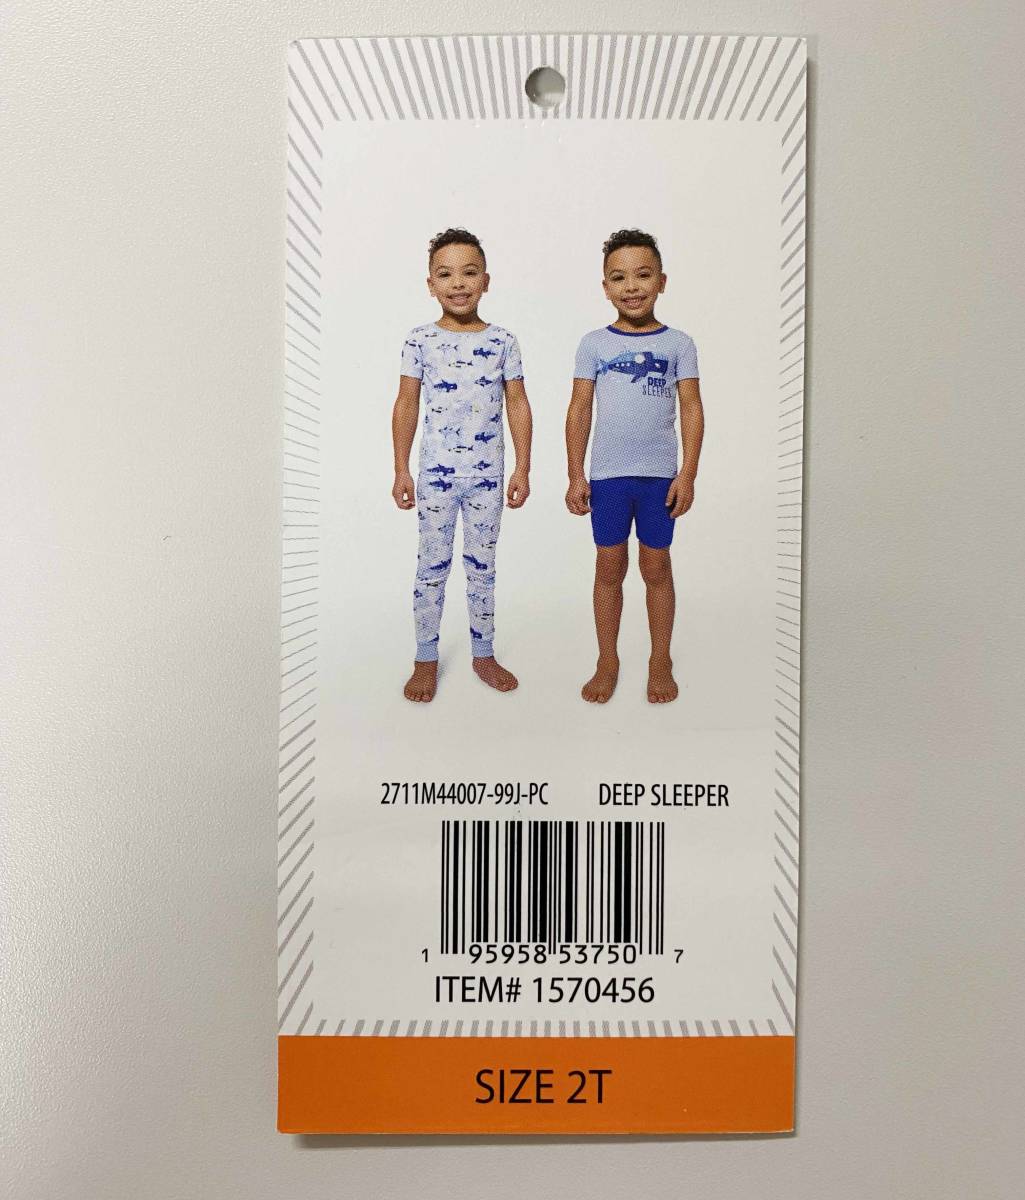 DEEP
SLEEPER
2711M44007-99J-PC DEEP SLEEPER
1 95958 53750 7
ITEM# 1570456
SIZE 2T